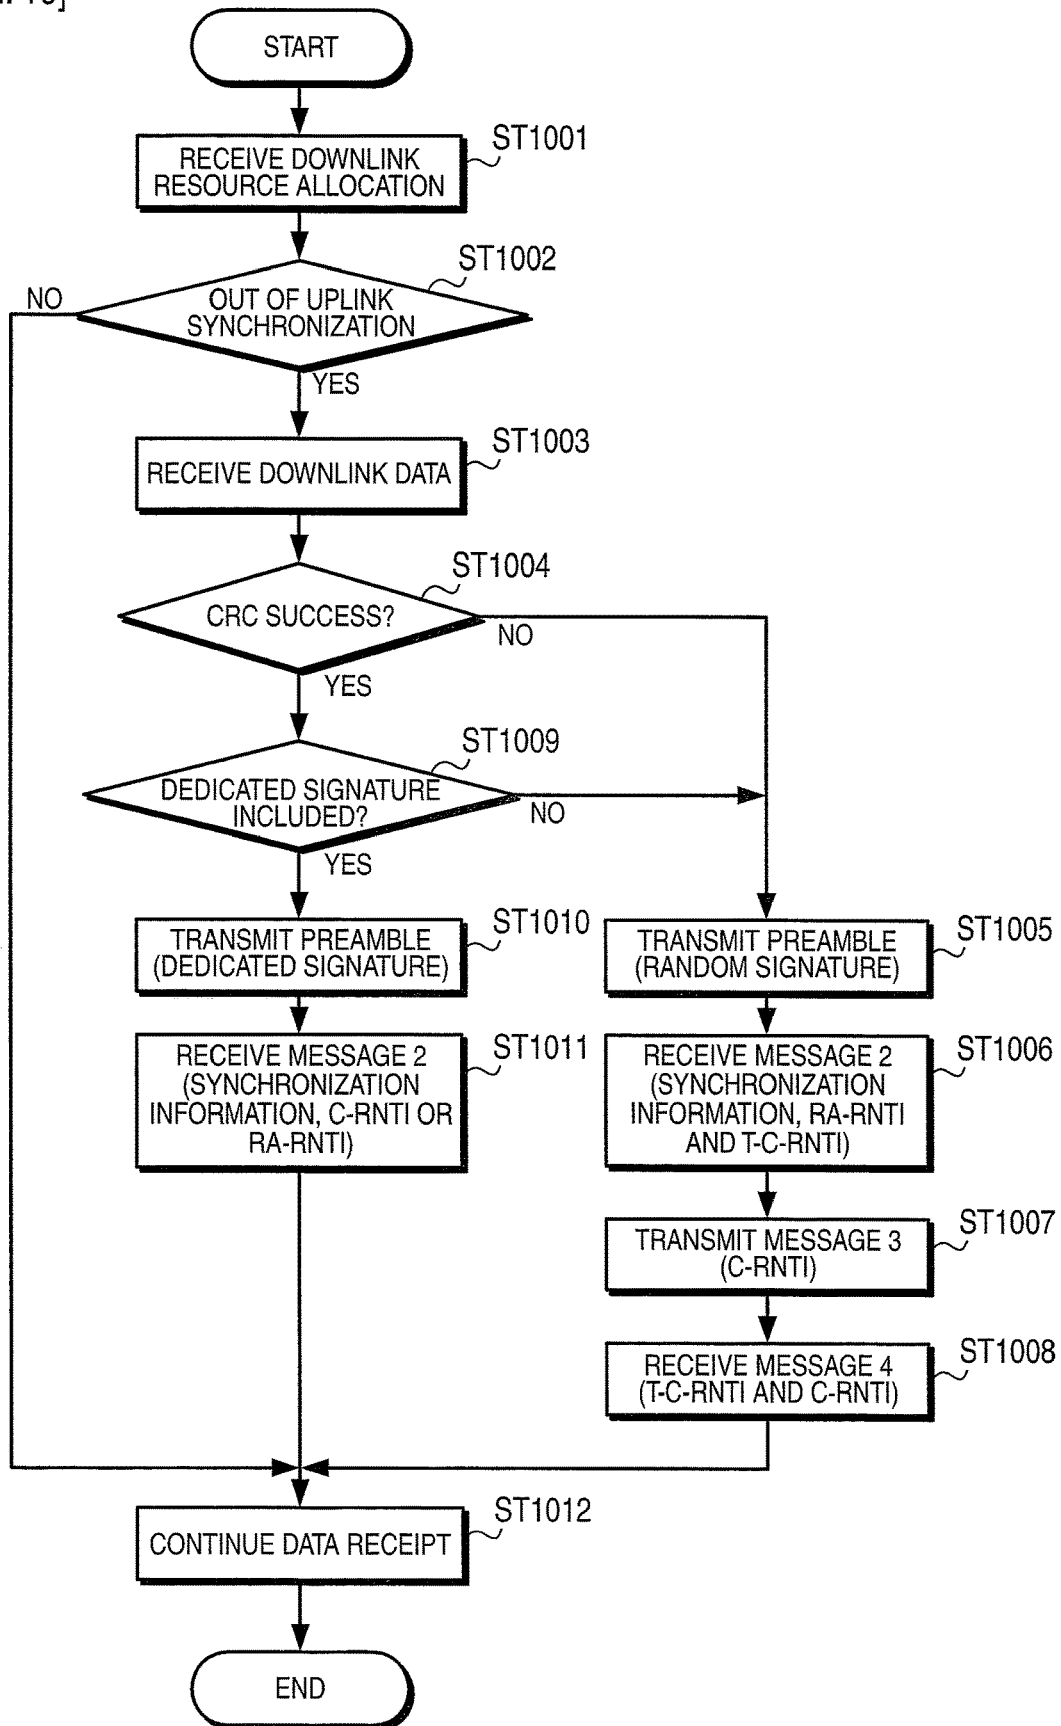 START
ST1001
RECEIVE DOWNLINK
RESOURCE ALLOCATION
ST1002
NO
OUT OF UPLINK
SYNCHRONIZATION
YES
ST1003
RECEIVE DOWNLINK DATA
ST1004
CRC SUCCESS?
NO
YES
ST1009
DEDICATED SIGNATURE
INCLUDED?
NO
YES
ST1010
TRANSMIT PREAMBLE
(DEDICATED SIGNATURE)
ST1005
TRANSMIT PREAMBLE
(RANDOM SIGNATURE)
ST1011
RECEIVE MESSAGE 2
(SYNCHRONIZATION
INFORMATION, C-RNTI OR
RA-RNTI)
ST1006
RECEIVE MESSAGE 2
(SYNCHRONIZATION
INFORMATION, RA-RNTI
AND T-C-RNTI)
ST1007
TRANSMIT MESSAGE 3
(C-RNTI)
ST1008
RECEIVE MESSAGE 4
(T-C-RNTI AND C-RNTI)
ST1012
CONTINUE DATA RECEIPT
END